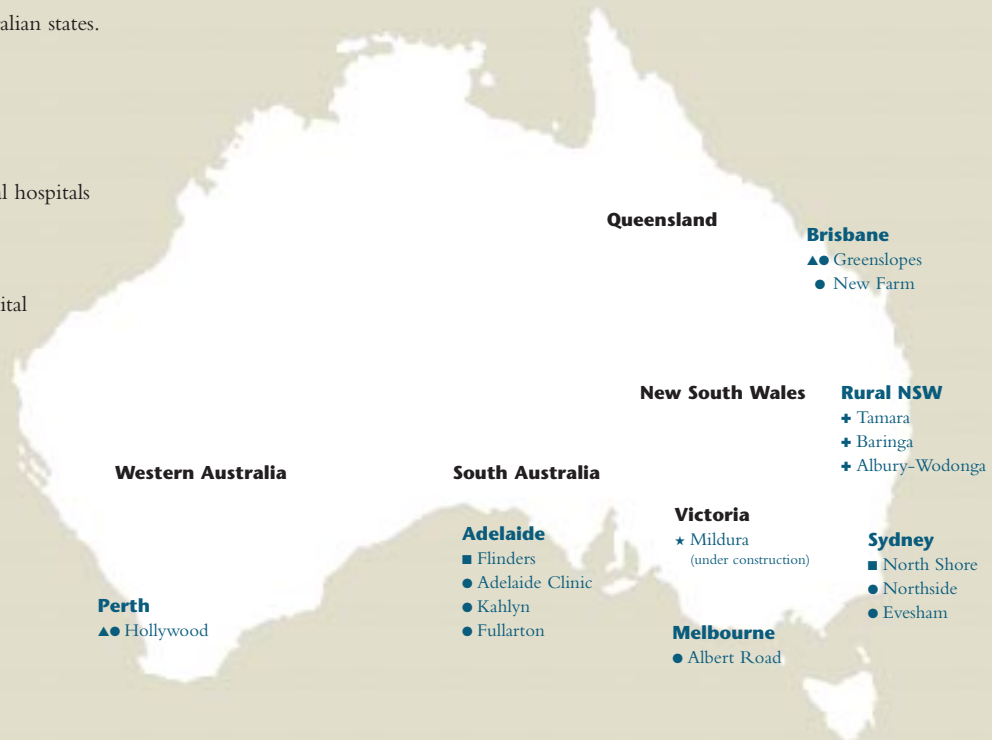 alian states.
l hospitals
ital
Queensland
Brisbane
▲● Greenslopes
● New Farm
New South Wales
Rural NSW
✚ Tamara
✚ Baringa
✚ Albury-Wodonga
Western Australia
South Australia
Victoria
★ Mildura
(under construction)
Adelaide
■ Flinders
● Adelaide Clinic
● Kahlyn
● Fullarton
Sydney
■ North Shore
● Northside
● Evesham
Perth
▲● Hollywood
Melbourne
● Albert Road